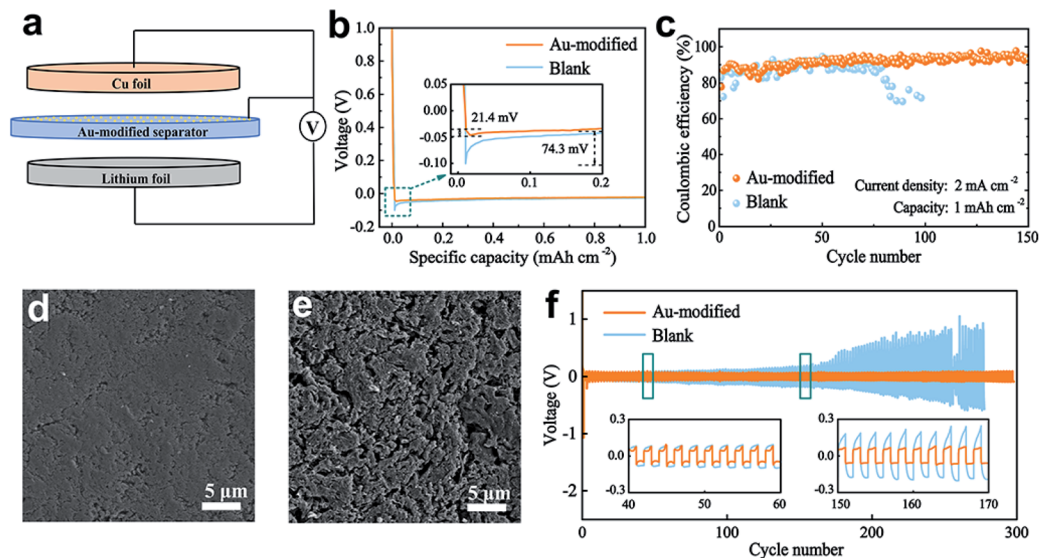 a
Cu foil
Au-modified separator
Lithium foil
V
b
Au-modified
Blank
Voltage (V)
1.0
0.8
0.6
0.4
0.2
0.0
-0.2
0.05
0.00
-0.05
-0.10
21.4 mV
74.3 mV
0.0 0.1 0.2
0.0 0.2 0.4 0.6 0.8 1.0
Specific capacity (mAh cm-2)
c
Coulombic efficiency (%)
100
80
60
40
20
0
Au-modified
Blank
Current density: 2 mA cm-2
Capacity: 1 mAh cm-2
0 50 100 150
Cycle number
d
5 μm
e
5 μm
f
Au-modified
Blank
Voltage (V)
1
0
-1
-2
0.3
0.0
-0.3
40 50 60
0.3
0.0
-0.3
150 160 170
0 100 200 300
Cycle number